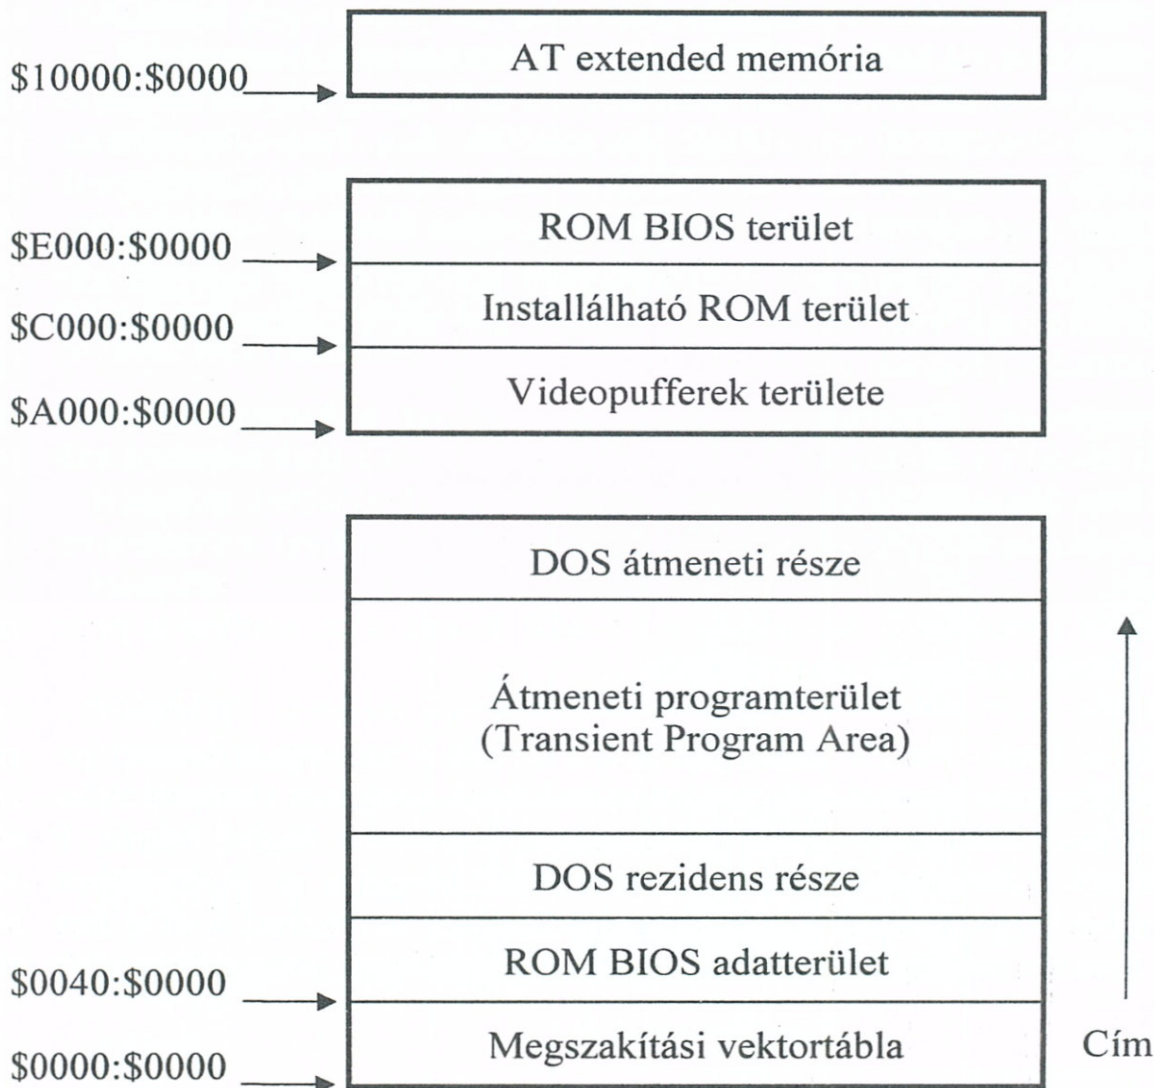 AT extended memória
$10000:$0000
ROM BIOS terület
$E000:$0000
Installálható ROM terület
$C000:$0000
Videopufferek területe
$A000:$0000
DOS átmeneti része
Átmeneti programterület
(Transient Program Area)
DOS rezidens része
ROM BIOS adatterület
$0040:$0000
Megszakítási vektortábla
Cím
$0000:$0000